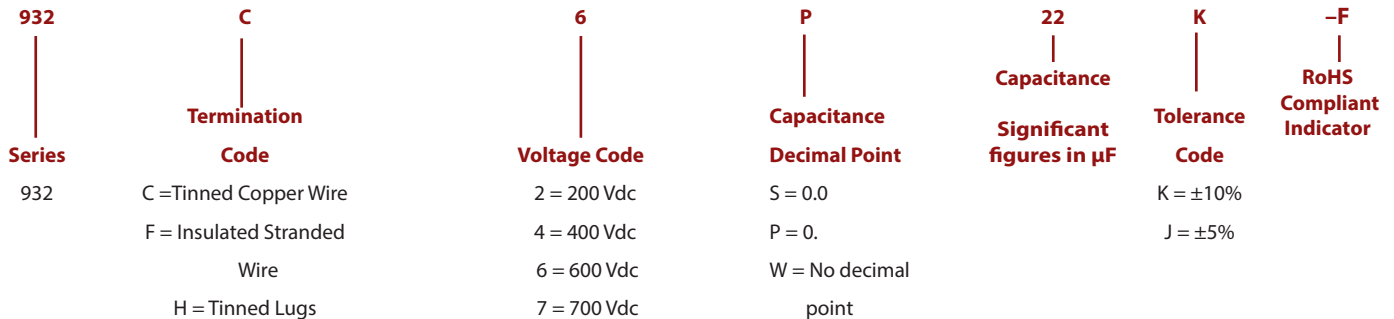 932 C 6 P 22 K –F
Capacitance RoHS
Compliant
Termination Capacitance Tolerance Indicator
Significant
Series Code Voltage Code Decimal Point figures in µF Code
932 C =Tinned Copper Wire 2 = 200 Vdc S = 0.0 K = ±10%
F = Insulated Stranded 4 = 400 Vdc P = 0. J = ±5%
Wire 6 = 600 Vdc W = No decimal
H = Tinned Lugs 7 = 700 Vdc point